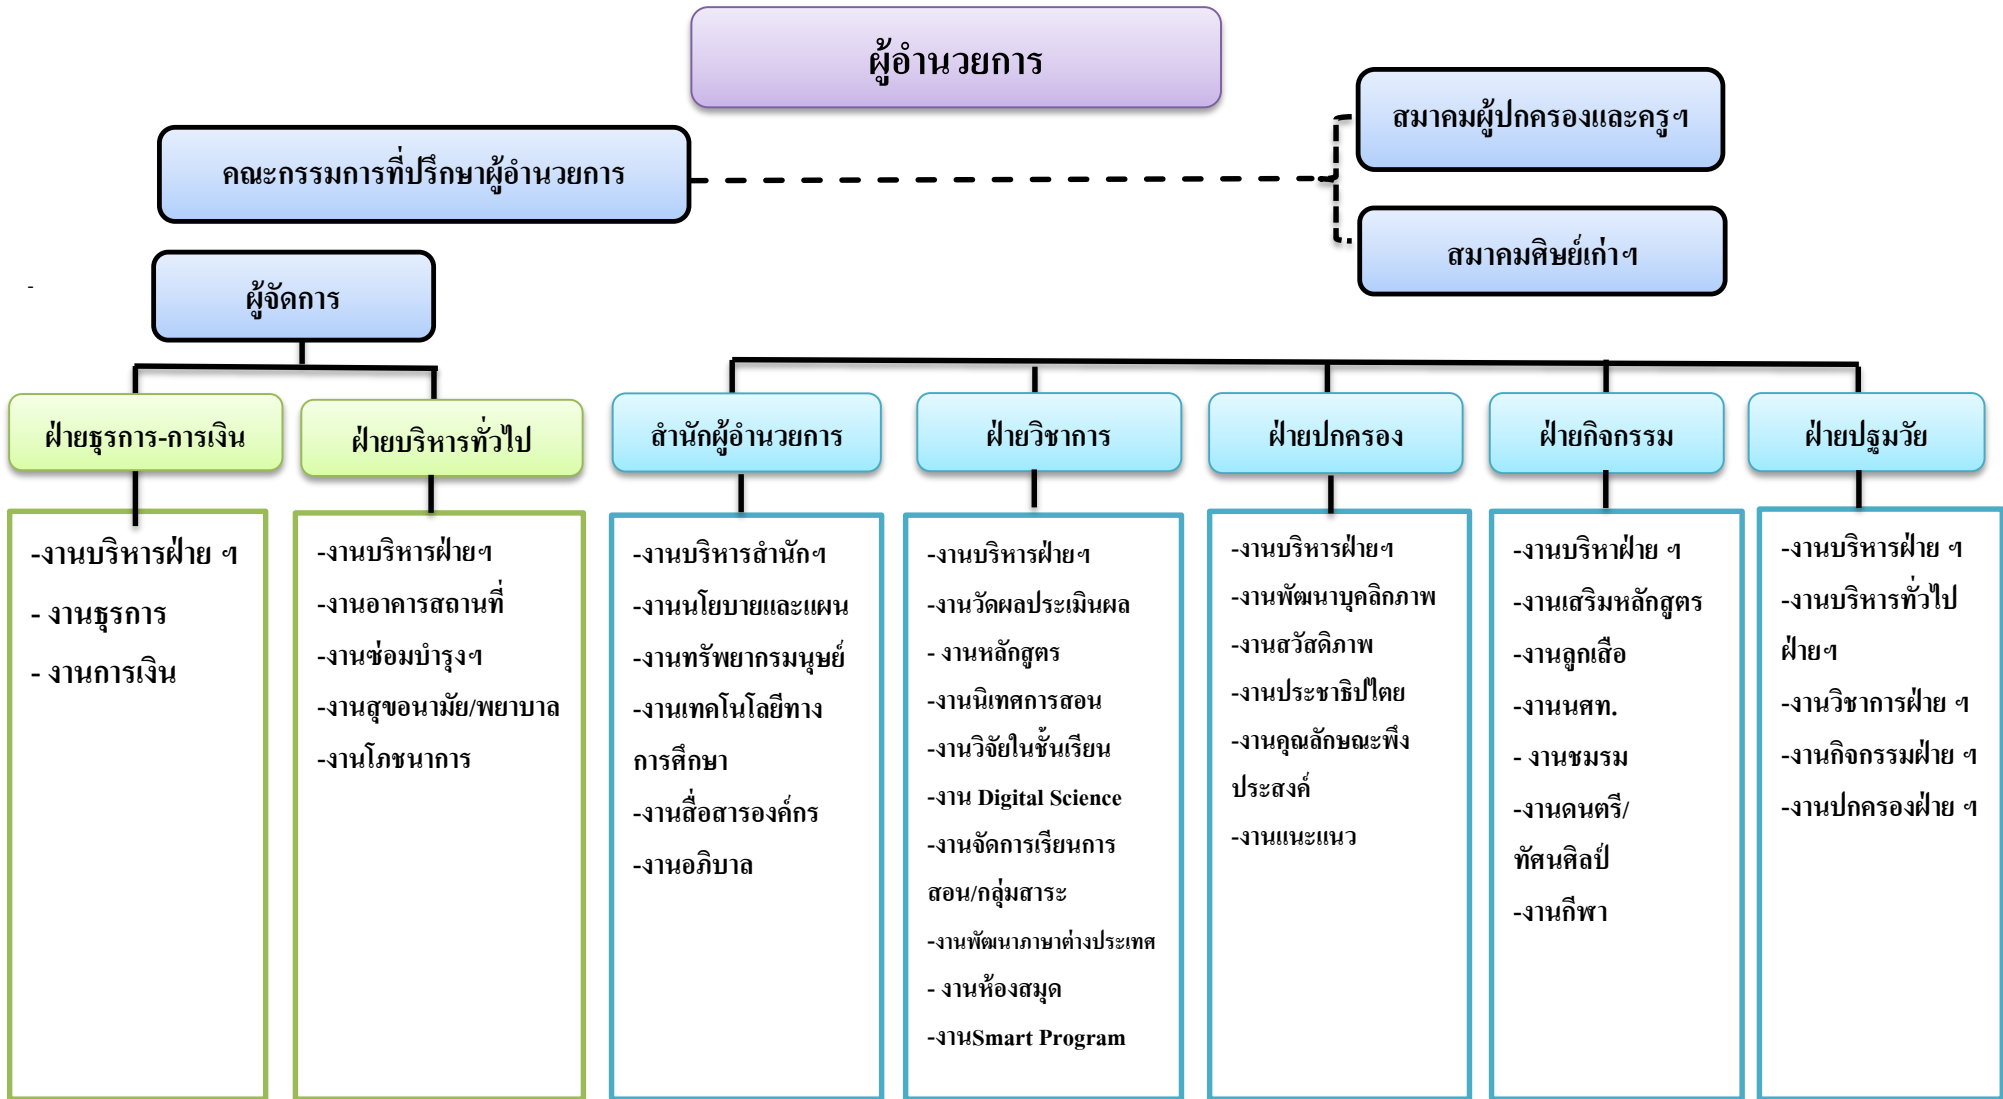 ผู้อำนวยการ
สมาคมผู้ปกครองและครูฯ
คณะกรรมการที่ปรึกษาผู้อำนวยการ
สมาคมศิษย์เก่าฯ
ผู้จัดการ
-
ฝ่ายธุรการ-การเงิน
ฝ่ายบริหารทั่วไป
สำนักผู้อำนวยการ
ฝ่ายวิชาการ
ฝ่ายปกครอง
ฝ่ายกิจกรรม
ฝ่ายปฐมวัย
-งานบริหารฝ่าย ฯ
- งานธุรการ
- งานการเงิน
-งานบริหารฝ่ายฯ
-งานอาคารสถานที่
-งานซ่อมบำรุงฯ
-งานสุขอนามัย/พยาบาล
-งานโภชนาการ
-งานบริหารสำนักฯ
-งานนโยบายและแผน
-งานทรัพยากรมนุษย์
-งานเทคโนโลยีทาง
การศึกษา
-งานสื่อสารองค์กร
-งานอภิบาล
-งานบริหารฝ่ายฯ
-งานวัดผลประเมินผล
- งานหลักสูตร
-งานนิเทศการสอน
-งานวิจัยในชั้นเรียน
-งาน Digital Science
-งานจัดการเรียนการ
สอน/กลุ่มสาระ
-งานพัฒนาภาษาต่างประเทศ
- งานห้องสมุด
-งานSmart Program
-งานบริหารฝ่ายฯ
-งานพัฒนาบุคลิกภาพ
-งานสวัสดิภาพ
-งานประชาธิปไตย
-งานคุณลักษณะพึง
ประสงค์
-งานแนะแนว
-งานบริหาฝ่าย ฯ
-งานเสริมหลักสูตร
-งานลูกเสือ
-งานนศท.
- งานชมรม
-งานดนตรี/
ทัศนศิลป์
-งานกีฬา
-งานบริหารฝ่าย ฯ
-งานบริหารทั่วไป
ฝ่ายฯ
-งานวิชาการฝ่าย ฯ
-งานกิจกรรมฝ่าย ฯ
-งานปกครองฝ่าย ฯ